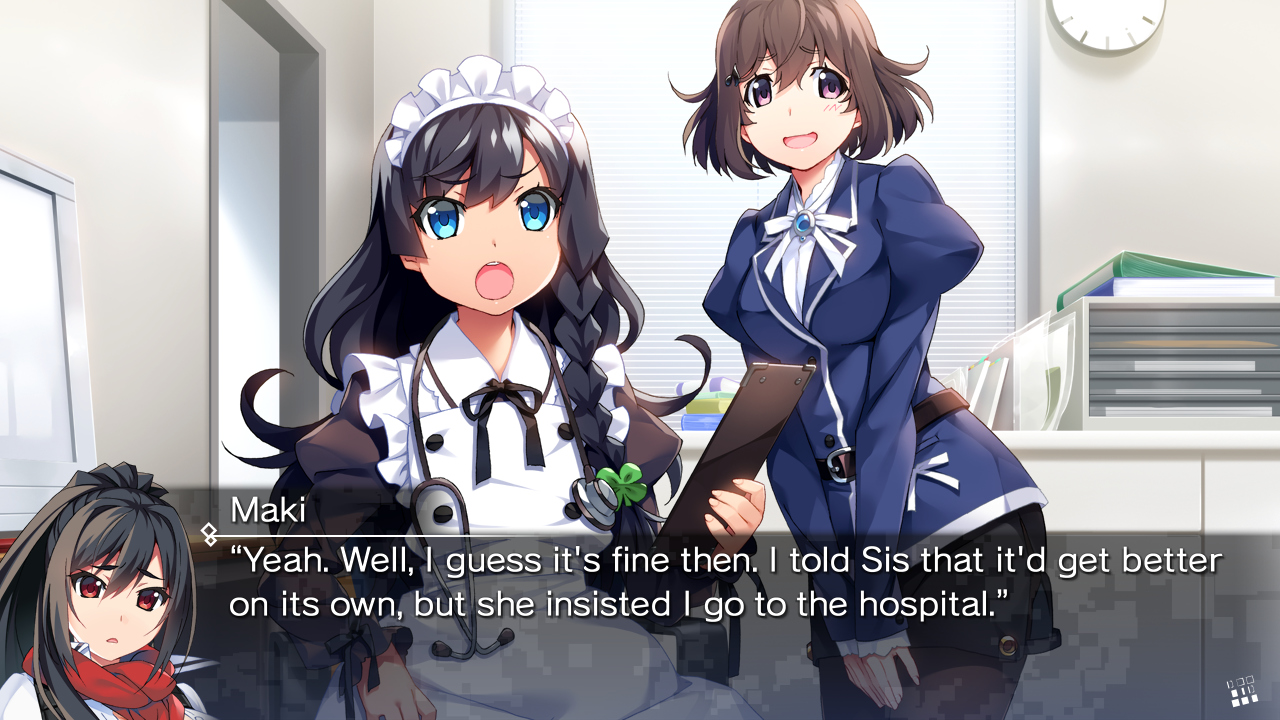 Maki
“Yeah. Well, I guess it's fine then. I told Sis that it'd get better
on its own, but she insisted I go to the hospital.”